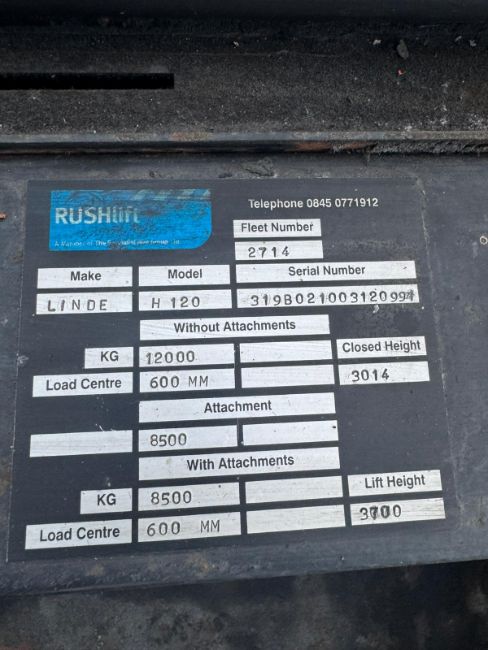 RUSHlift
Telephone 0845 0771912
Fleet Number
2714
Make Model Serial Number
LINDE H 120 319B021003120994
Without Attachments
KG 12000 Closed Height
Load Centre 600 MM 3014
Attachment
8500
With Attachments
KG 8500 Lift Height
Load Centre 600 MM 3700